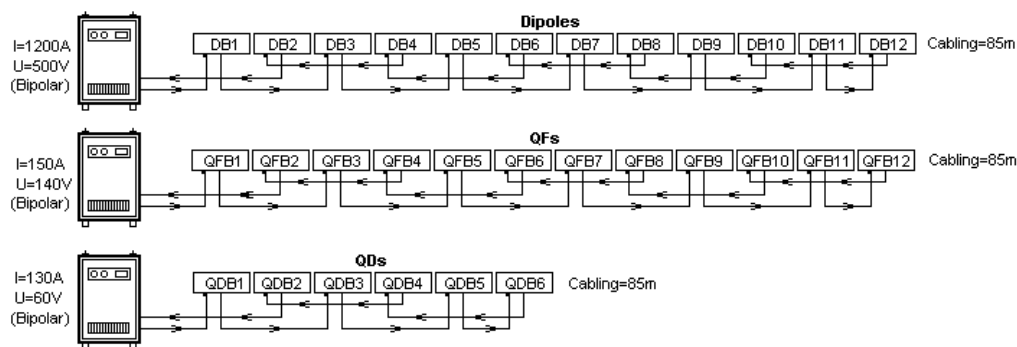 Dipoles
I=1200A
U=500V
(Bipolar)
DB1 DB2 DB3 DB4 DB5 DB6 DB7 DB8 DB9 DB10 DB11 DB12
Cabling=85m
QFs
I=150A
U=140V
(Bipolar)
QFB1 QFB2 QFB3 QFB4 QFB5 QFB6 QFB7 QFB8 QFB9 QFB10 QFB11 QFB12
Cabling=85m
QDs
I=130A
U=60V
(Bipolar)
QDB1 QDB2 QDB3 QDB4 QDB5 QDB6
Cabling=85m